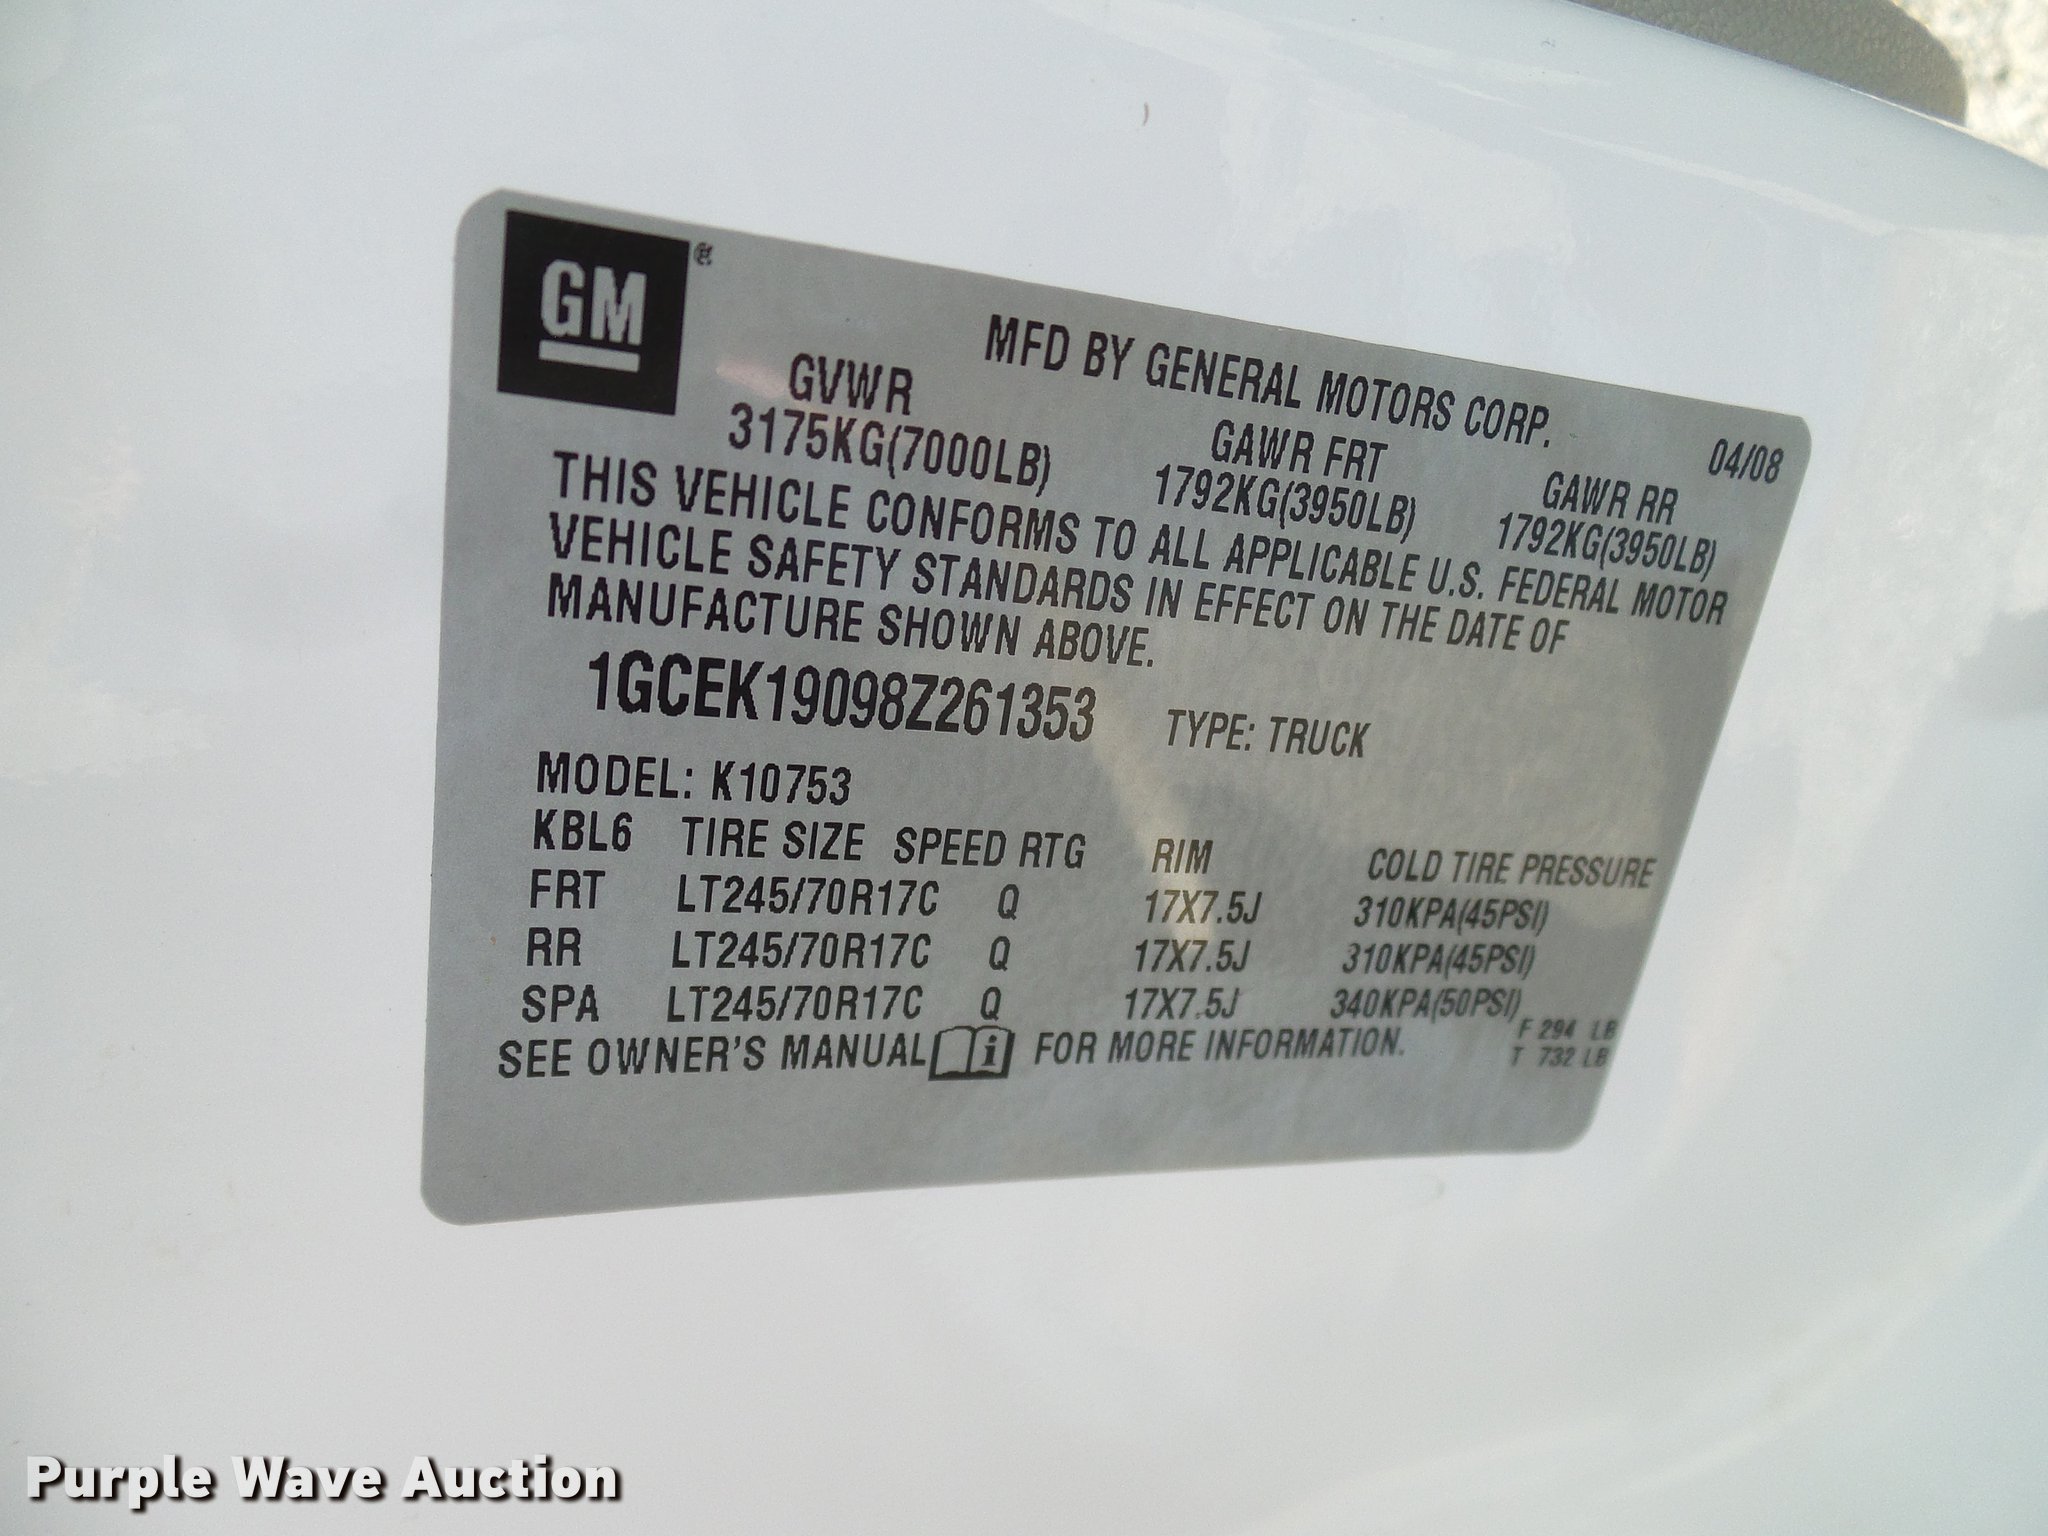 GM®
MFD BY GENERAL MOTORS CORP. 04/08
GVWR GAWR FRT GAWR RR
3175KG(7000LB) 1792KG(3950LB) 1792KG(3950LB)
THIS VEHICLE CONFORMS TO ALL APPLICABLE U.S. FEDERAL MOTOR
VEHICLE SAFETY STANDARDS IN EFFECT ON THE DATE OF
MANUFACTURE SHOWN ABOVE.
1GCEK19098Z261353 TYPE: TRUCK
MODEL: K10753
KBL6 TIRE SIZE SPEED RTG RIM COLD TIRE PRESSURE
FRT LT245/70R17C Q 17X7.5J 310KPA(45PSI)
RR LT245/70R17C Q 17X7.5J 310KPA(45PSI)
SPA LT245/70R17C Q 17X7.5J 340KPA(50PSI)
SEE OWNER'S MANUAL i FOR MORE INFORMATION.
F 294 LB
T 732 LB
Purple Wave Auction